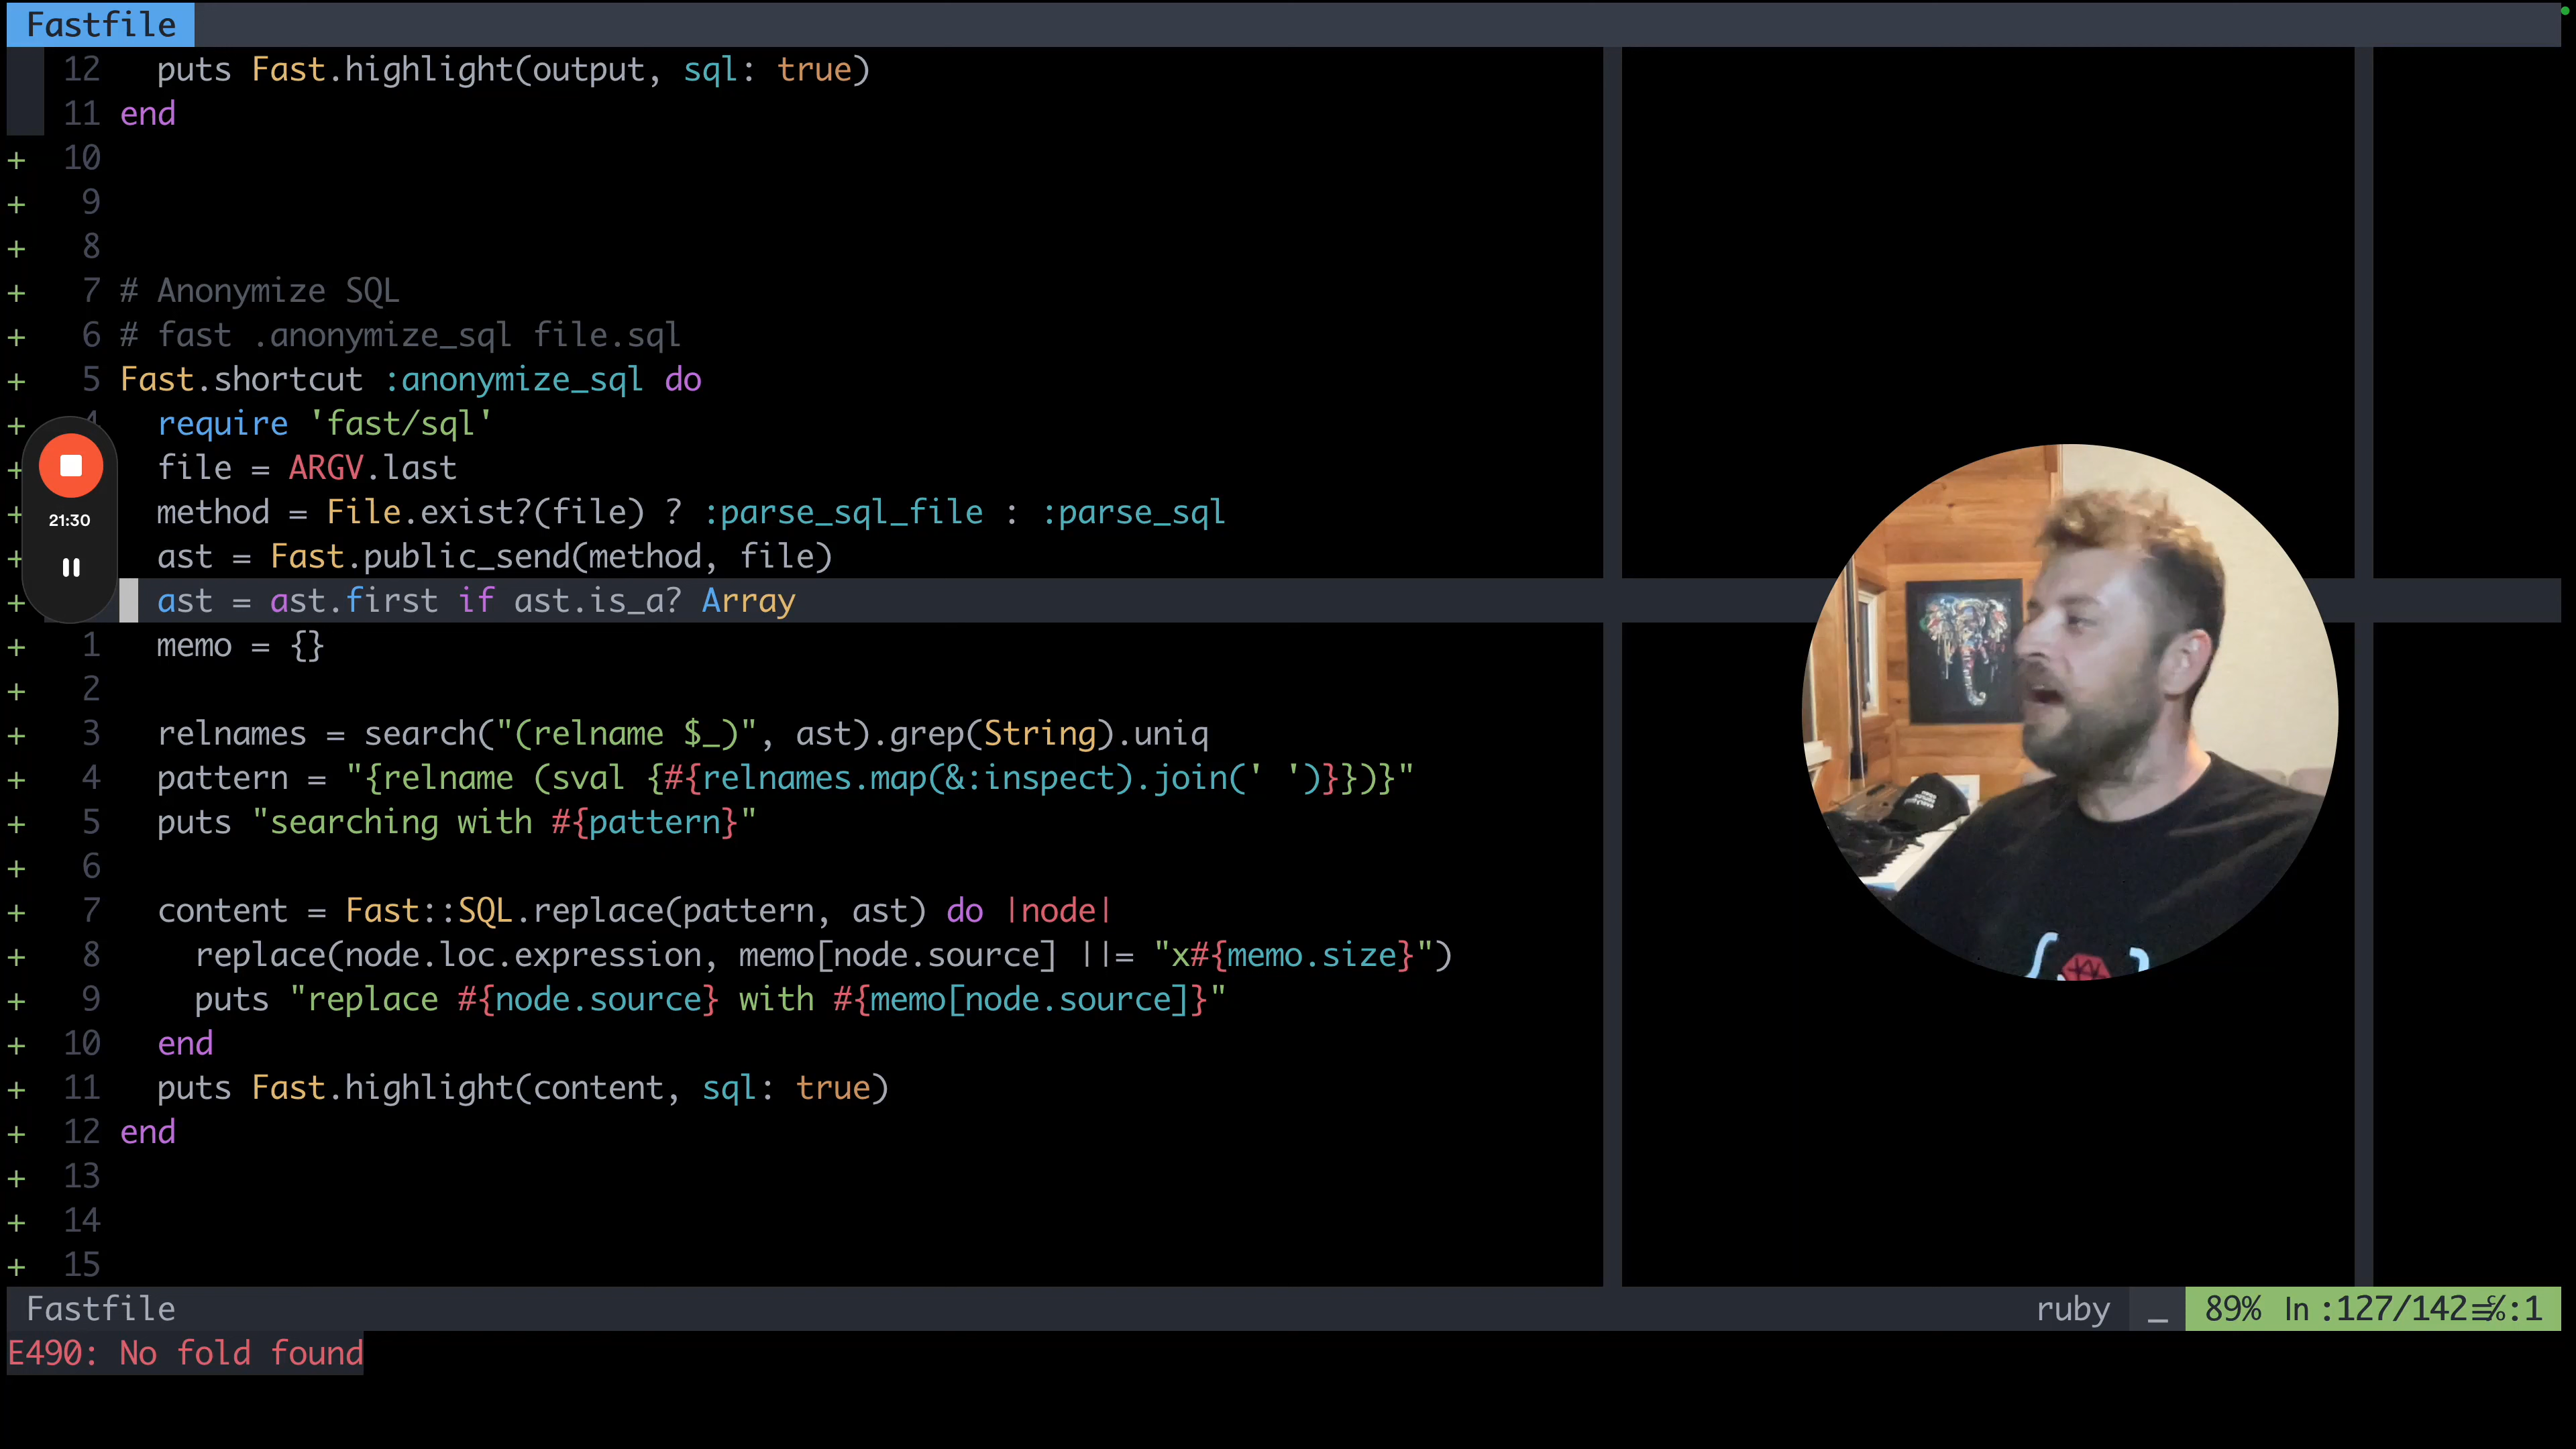 Fastfile
12 puts Fast.highlight(output, sql: true)
11 end
+ 10
+ 9
+ 8
+ 7 # Anonymize SQL
+ 6 # fast .anonymize_sql file.sql
+ 5 Fast.shortcut :anonymize_sql do
+ 4 require 'fast/sql'
+ file = ARGV.last
+ method = File.exist?(file) ? :parse_sql_file : :parse_sql
+ ast = Fast.public_send(method, file)
+ ast = ast.first if ast.is_a? Array
21:30
+ 1 memo = {}
+ 2
+ 3 relnames = search("(relname $_)", ast).grep(String).uniq
+ 4 pattern = "{relname (sval {#{relnames.map(&:inspect).join(' ')}})}"
+ 5 puts "searching with #{pattern}"
+ 6
+ 7 content = Fast::SQL.replace(pattern, ast) do |node|
+ 8 replace(node.loc.expression, memo[node.source] ||= "x#{memo.size}")
+ 9 puts "replace #{node.source} with #{memo[node.source]}"
+ 10 end
+ 11 puts Fast.highlight(content, sql: true)
+ 12 end
+ 13
+ 14
+ 15
Fastfile ruby _ 89% ln :127/142≡℅:1
E490: No fold found